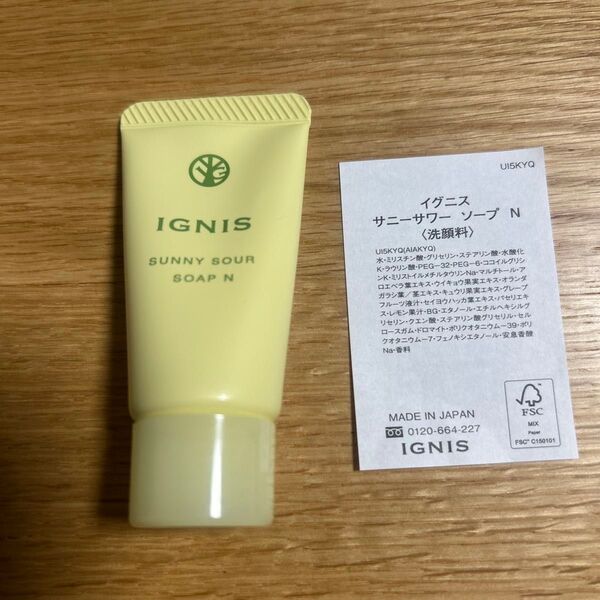 IGNIS
SUNNY SOUR
SOAP N
UI5KYQ
イグニス
サニーサワー ソープ N
〈洗顔料〉
UI5KYQ(AIAKYQ)
水・ミリスチン酸・グリセリン・ステアリン酸・水酸化
K・ラウリン酸・PEG-32・PEG-6・ココイルグリシ
ンK・ミリストイルメチルタウリンNa・マルチトール・ア
ロエベラ葉エキス・ウイキョウ果実エキス・オランダ
ガラシ葉/茎エキス・キュウリ果実エキス・グレープ
フルーツ液汁・セイヨウハッカ葉エキス・パセリエキ
ス・レモン果汁・BG・エタノール・エチルヘキシルグ
リセリン・クエン酸・ステアリン酸グリセリル・セル
ロースガム・ドロマイト・ポリクオタニウム-39・ポリ
クオタニウム-7・フェノキシエタノール・安息香酸
Na・香料
MADE IN JAPAN
0120-664-227
IGNIS
FSC
MIX
Paper
FSC® C150101